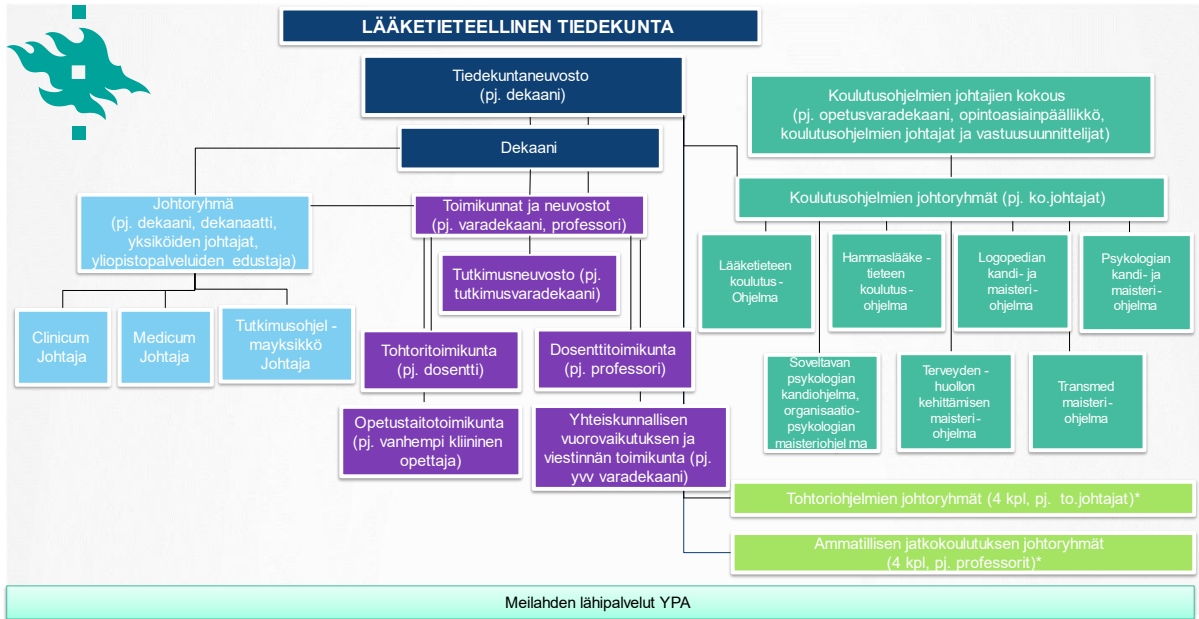 LÄÄKETIETEELLINEN TIEDEKUNTA
Tiedekuntaneuvosto
(pj. dekaani)
Dekaani
Koulutusohjelmien johtajien kokous
(pj. opetusvaradekaani, opintoasiainpäällikkö,
koulutusohjelmien johtajat ja vastuusuunnittelijat)
Johtoryhmä
(pj. dekaani, dekanaatti,
yksiköiden johtajat,
yliopistopalveluiden edustaja)
Toimikunnat ja neuvostot
(pj. varadekaani, professori)
Koulutusohjelmien johtoryhmät (pj. ko.johtajat)
Tutkimusneuvosto (pj.
tutkimusvaradekaani)
Lääketieteen
koulutus-
Ohjelma
Hammaslääke -
tieteen
koulutus-
ohjelma
Logopedian
kandi- ja
maisteri-
ohjelma
Psykologian
kandi- ja
maisteri-
ohjelma
Clinicum
Johtaja
Medicum
Johtaja
Tutkimusohjel -
mayksikkö
Johtaja
Tohtoritoimikunta
(pj. dosentti)
Dosenttitoimikunta
(pj. professori)
Soveltavan
psykologian
kandiohjelma,
organisaatio-
psykologian
maisteriohjel ma
Terveyden -
huollon
kehittämisen
maisteri-
ohjelma
Transmed
maisteri-
ohjelma
Opetustaitotoimikunta
(pj. vanhempi kliininen
opettaja)
Yhteiskunnallisen
vuorovaikutuksen ja
viestinnän toimikunta (pj.
yvv varadekaani)
Tohtoriohjelmien johtoryhmät (4 kpl, pj. to.johtajat)*
Ammatillisen jatkokoulutuksen johtoryhmät
(4 kpl, pj. professorit)*
Meilahden lähipalvelut YPA